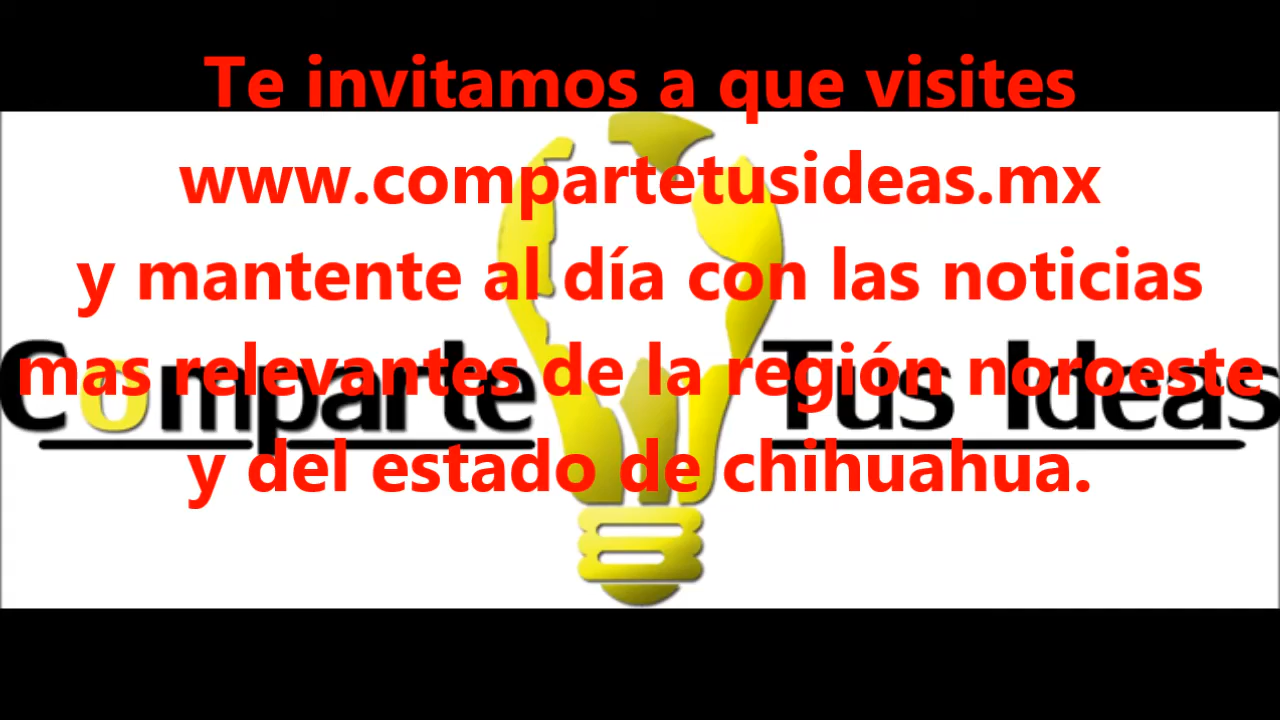 Te invitamos a que visites
www.compartetusideas.mx
y mantente al día con las noticias
mas relevantes de la región noroeste
y del estado de chihuahua.
Comparte Tus Ideas